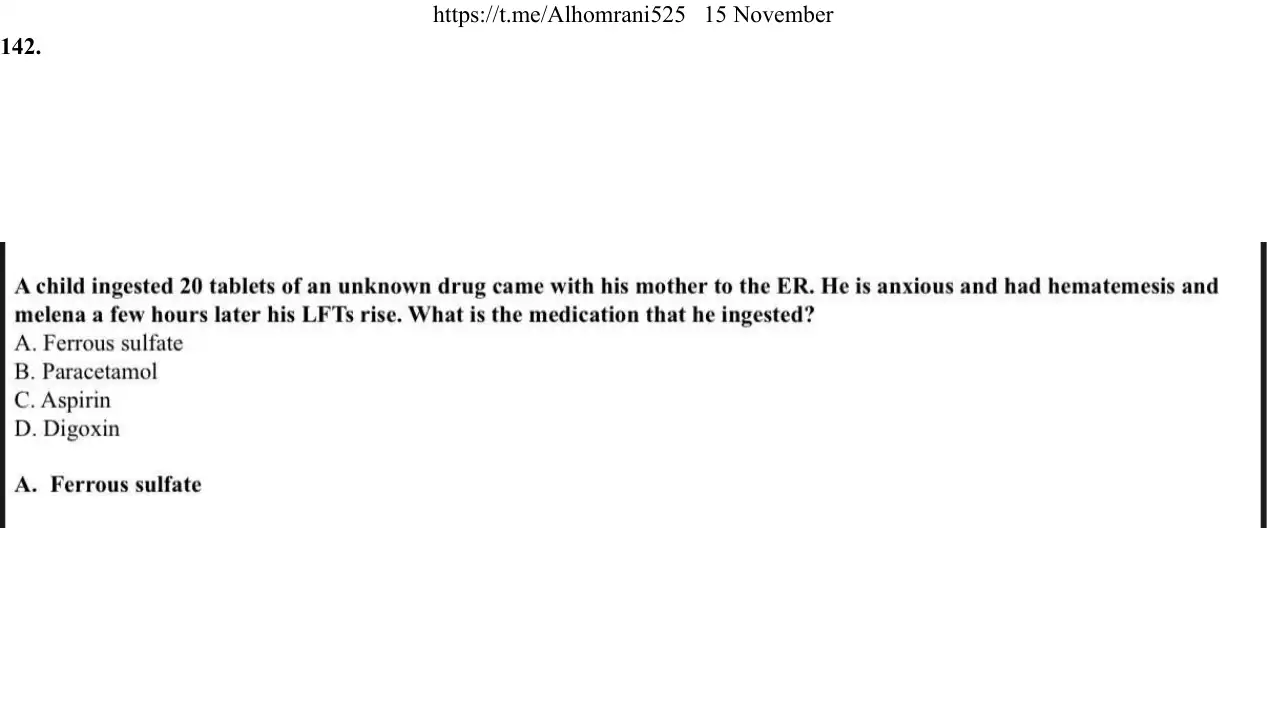 https://t.me/Alhomrani525 15 November
142.
A child ingested 20 tablets of an unknown drug came with his mother to the ER. He is anxious and had hematemesis and
melena a few hours later his LFTs rise. What is the medication that he ingested?
A. Ferrous sulfate
B. Paracetamol
C. Aspirin
D. Digoxin
A. Ferrous sulfate